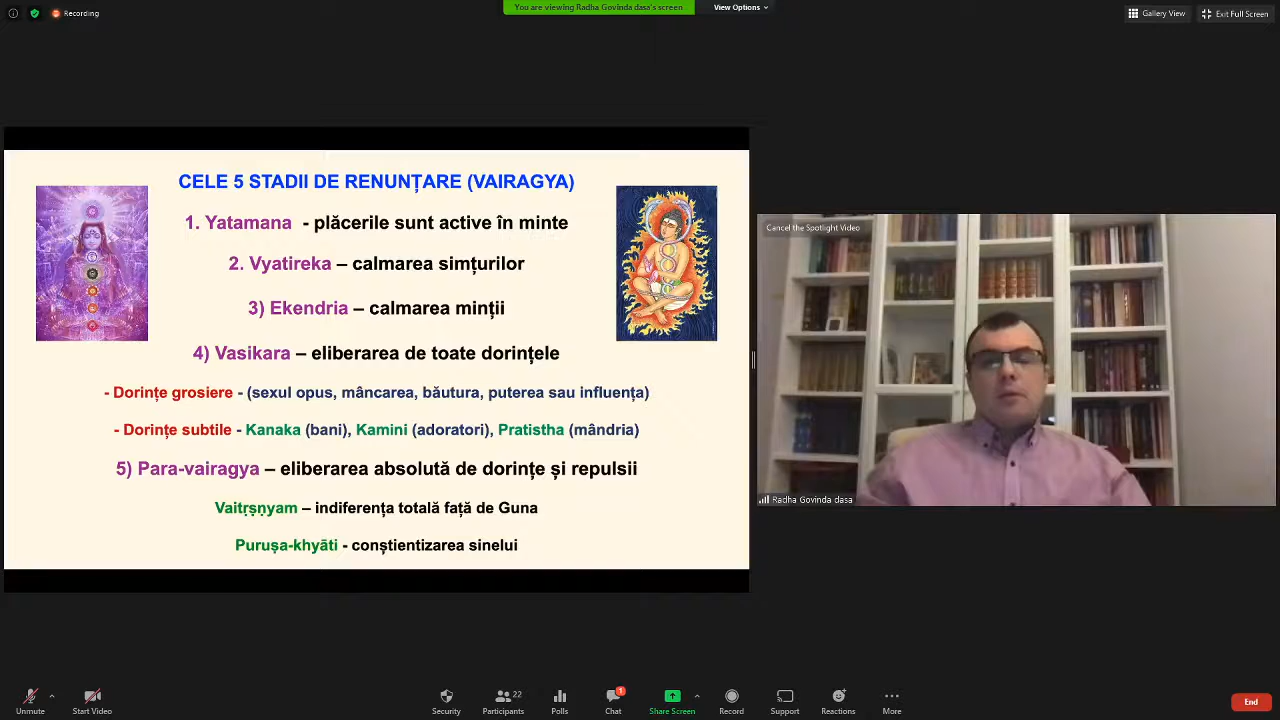 Recording
You are viewing Radha Govinda dasa's screen
View Options
Gallery View
Exit Full Screen
CELE 5 STADII DE RENUNȚARE (VAIRAGYA)
1. Yatamana - plăcerile sunt active în minte
2. Vyatireka – calmarea simțurilor
3) Ekendria – calmarea minții
4) Vasikara – eliberarea de toate dorințele
- Dorințe grosiere - (sexul opus, mâncarea, băutura, puterea sau influența)
- Dorințe subtile - Kanaka (bani), Kamini (adoratori), Pratistha (mândria)
5) Para-vairagya – eliberarea absolută de dorințe și repulsii
Vaitṛṣṇyam – indiferența totală față de Guna
Puruṣa-khyāti - conștientizarea sinelui
Cancel the Spotlight Video
Radha Govinda dasa
Unmute
Start Video
Security
Participants 22
Polls
Chat 1
Share Screen
Record
Support
Reactions
More
End